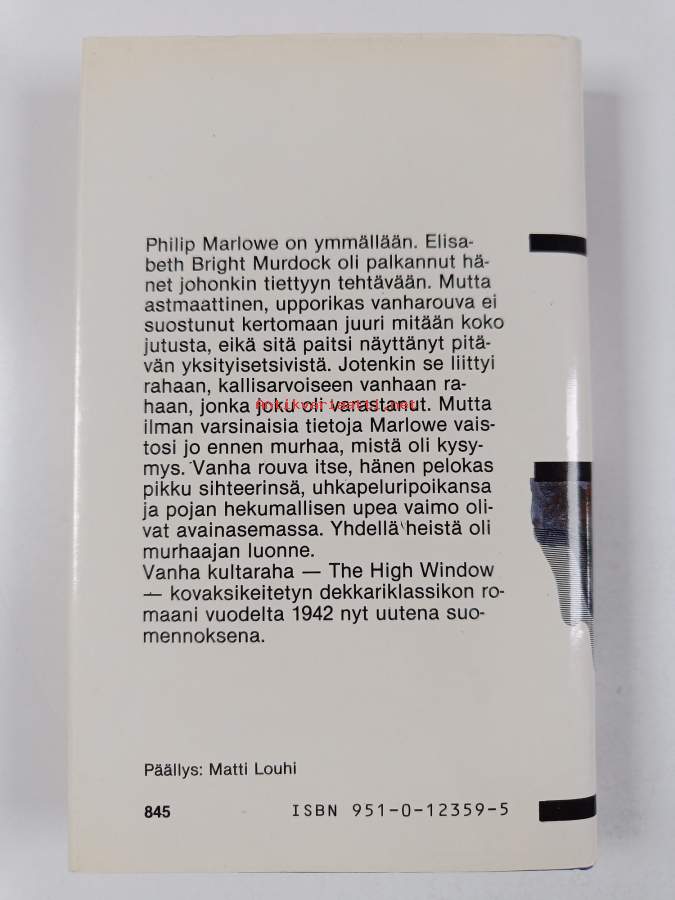 Philip Marlowe on ymmällään. Elisa-
beth Bright Murdock oli palkannut hä-
net johonkin tiettyyn tehtävään. Mutta
astmaattinen, upporikas vanharouva ei
suostunut kertomaan juuri mitään koko
jutusta, eikä sitä paitsi näyttänyt pitä-
vän yksityisetsivistä. Jotenkin se liittyi
rahaan, kallisarvoiseen vanhaan ra-
haan, jonka joku oli varastanut. Mutta
Antikvariaatti.net
ilman varsinaisia tietoja Marlowe vais-
tosi jo ennen murhaa, mistä oli kysy-
mys. Vanha rouva itse, hänen pelokas
pikku sihteerinsä, uhkapeluripoikansa
ja pojan hekumallisen upea vaimo oli-
vat avainasemassa. Yhdellä heistä oli
murhaajan luonne.
Vanha kultaraha — The High Window
— kovaksikeitetyn dekkariklassikon ro-
maani vuodelta 1942 nyt uutena suo-
mennoksena.
Päällys: Matti Louhi
845 ISBN 951-0-12359-5